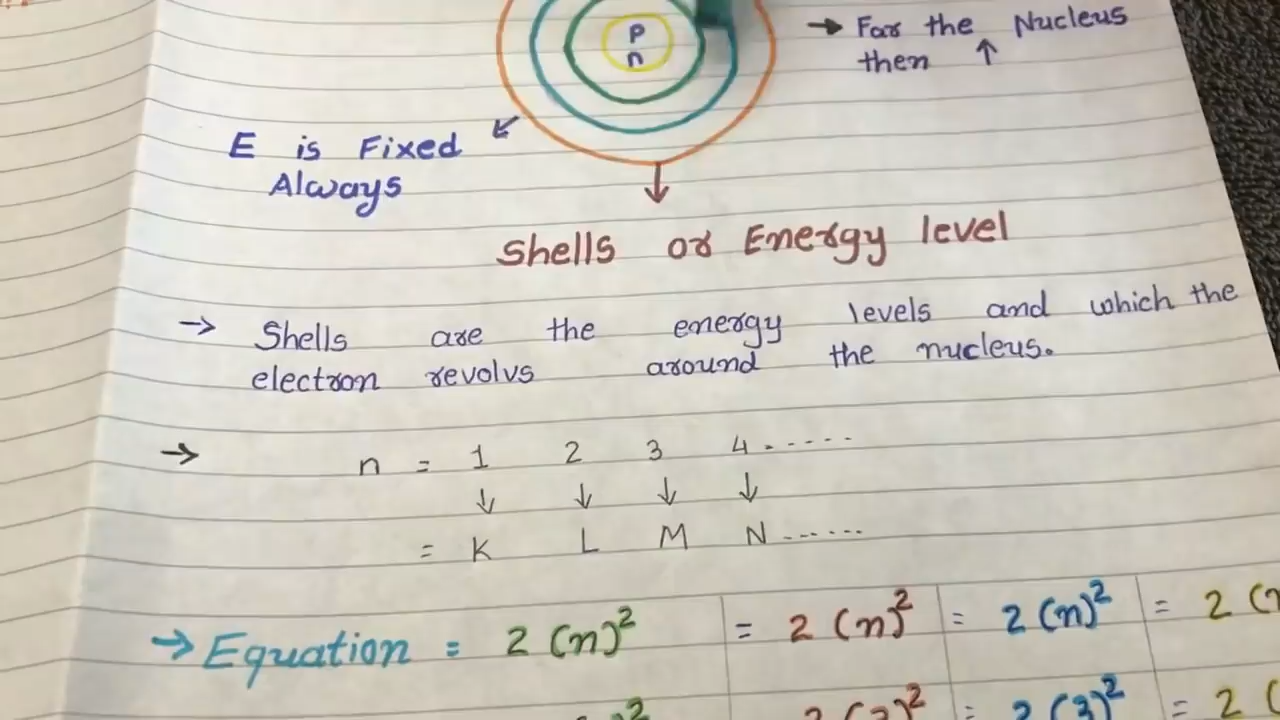 P
n
→ Far the Nucleus
then ↑
E is Fixed
Always
Shells or Energy level
→ Shells are the energy levels and which the
electron revolvs around the nucleus.
→ n = 1 2 3 4 ------
↓ ↓ ↓ ↓
= K L M N ------
→ Equation = 2 (n)² = 2 (n)² = 2 (n)² = 2 (
2 = 2 (3)² = 2 (